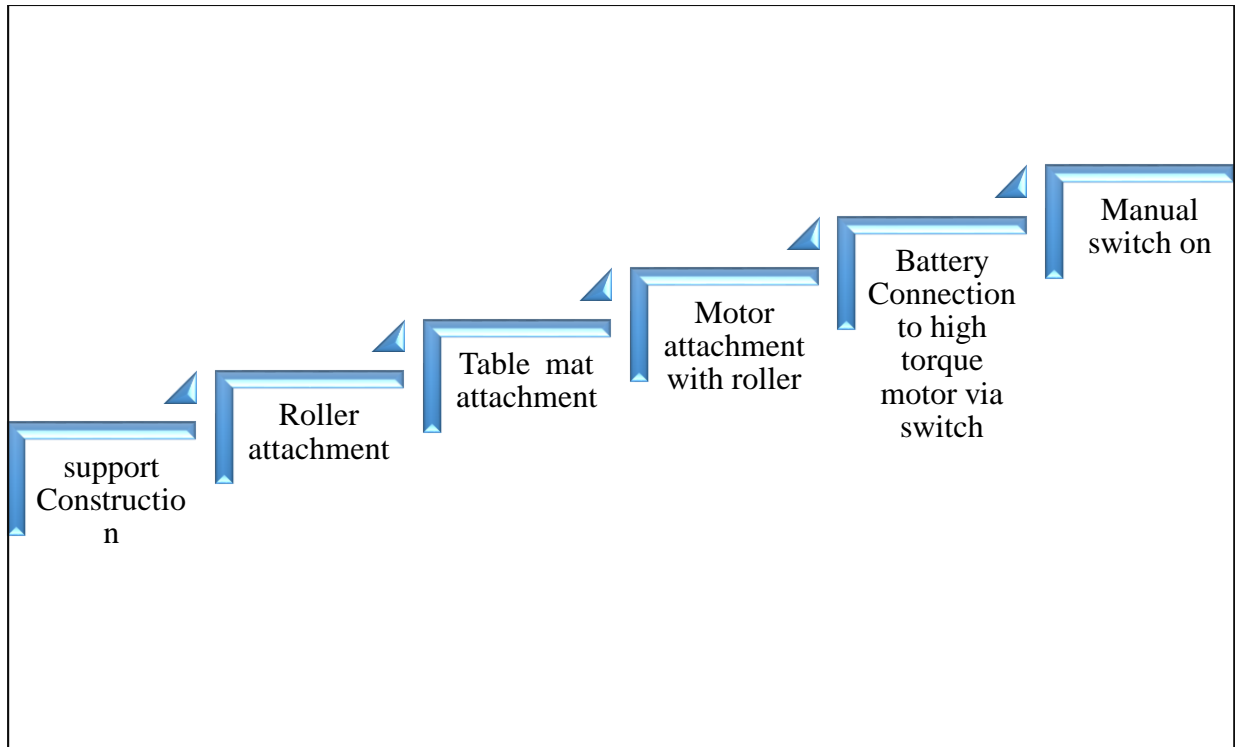 support
Constructio
n
Roller
attachment
Table mat
attachment
Motor
attachment
with roller
Battery
Connection
to high
torque
motor via
switch
Manual
switch on